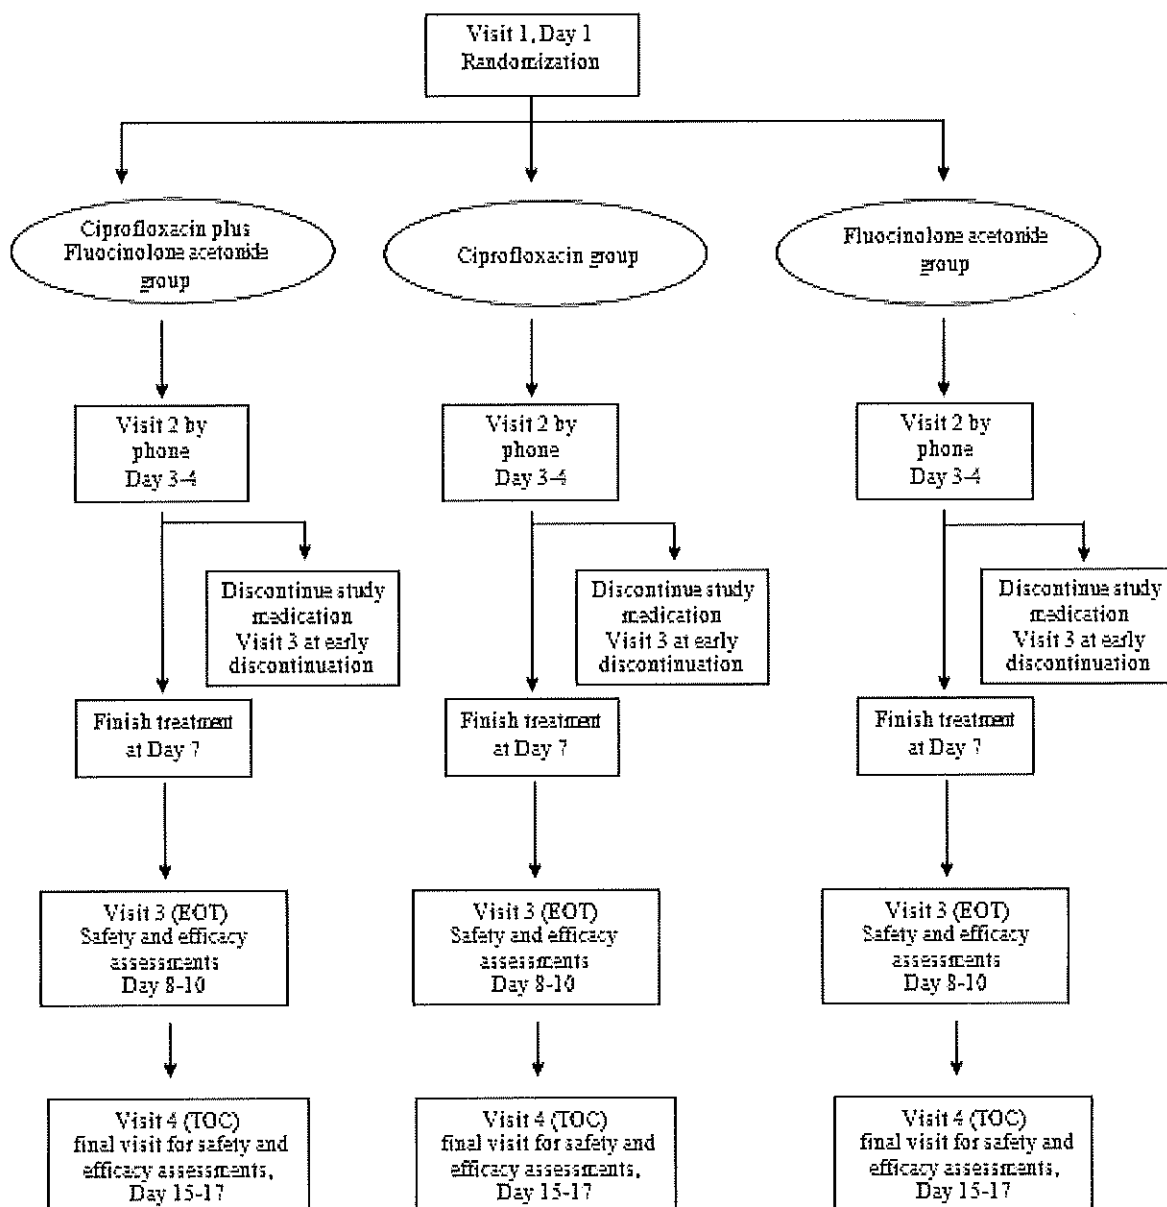 Visit 1, Day 1
Randomization
Ciprofloxacin plus
Fluocinolone acetonide
group
Ciprofloxacin group
Fluocinolone acetonide
group
Visit 2 by
phone
Day 3-4
Visit 2 by
phone
Day 3-4
Visit 2 by
phone
Day 3-4
Discontinue study
medication
Visit 3 at early
discontinuation
Discontinue study
medication
Visit 3 at early
discontinuation
Discontinue study
medication
Visit 3 at early
discontinuation
Finish treatment
at Day 7
Finish treatment
at Day 7
Finish treatment
at Day 7
Visit 3 (EOT)
Safety and efficacy
assessments
Day 8-10
Visit 3 (EOT)
Safety and efficacy
assessments
Day 8-10
Visit 3 (EOT)
Safety and efficacy
assessments
Day 8-10
Visit 4 (TOC)
final visit for safety and
efficacy assessments,
Day 15-17
Visit 4 (TOC)
final visit for safety and
efficacy assessments,
Day 15-17
Visit 4 (TOC)
final visit for safety and
efficacy assessments,
Day 15-17